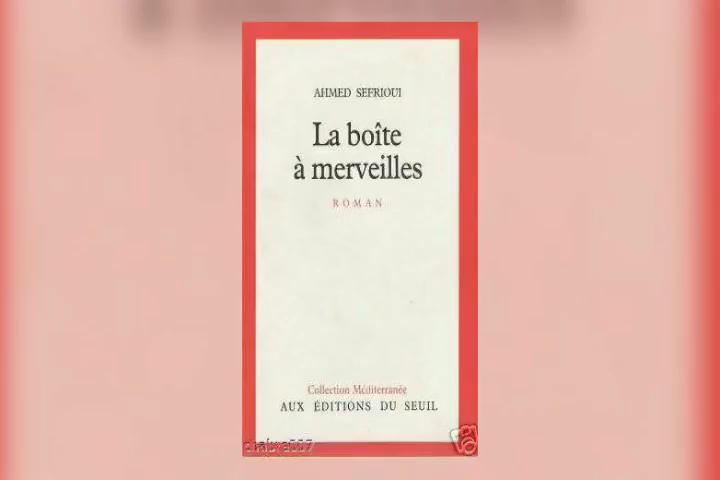 AHMED SEFRIOUI
La boîte
à merveilles
ROMAN
Collection Méditerranée
AUX ÉDITIONS DU SEUIL